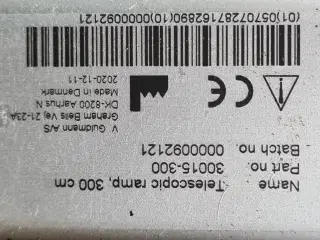 Name Telescopic ramp, 300 cm
Part no. 30015-300
Batch no. 0000092121
V Guldmann A/S
Graham Bells Vej, 21-23A
DK-8200 Aarhus N
Made in Denmark
2020-12-11
CE
(01)05707287162890(10)0000092121